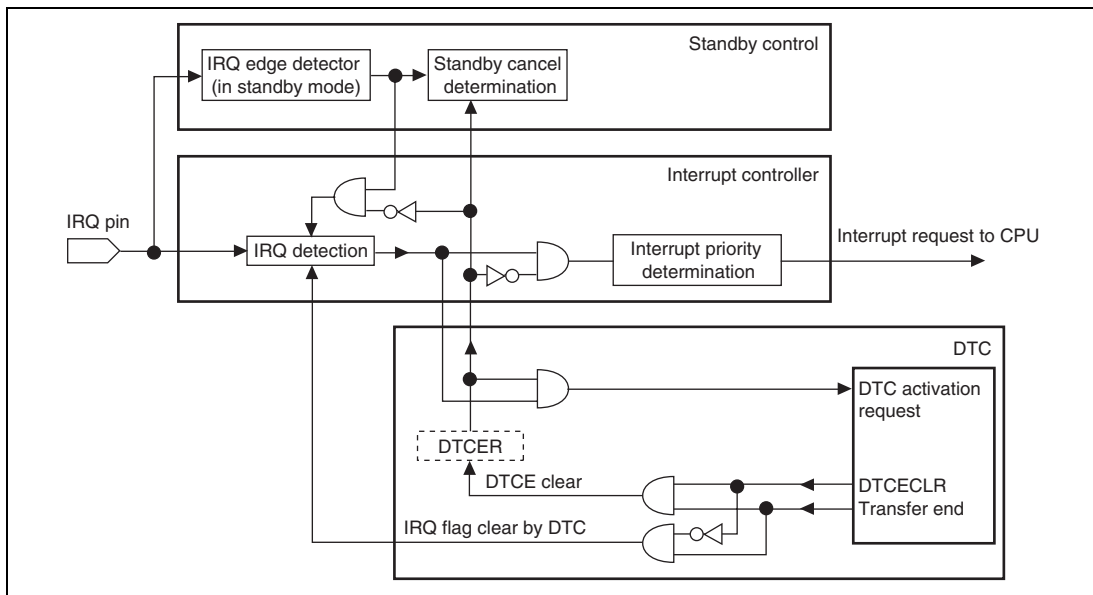 Standby control
IRQ edge detector
(in standby mode)
Standby cancel
determination
Interrupt controller
IRQ pin
IRQ detection
Interrupt priority
determination
Interrupt request to CPU
DTC
DTC activation
request
DTCER
DTCE clear
DTCECLR
Transfer end
IRQ flag clear by DTC